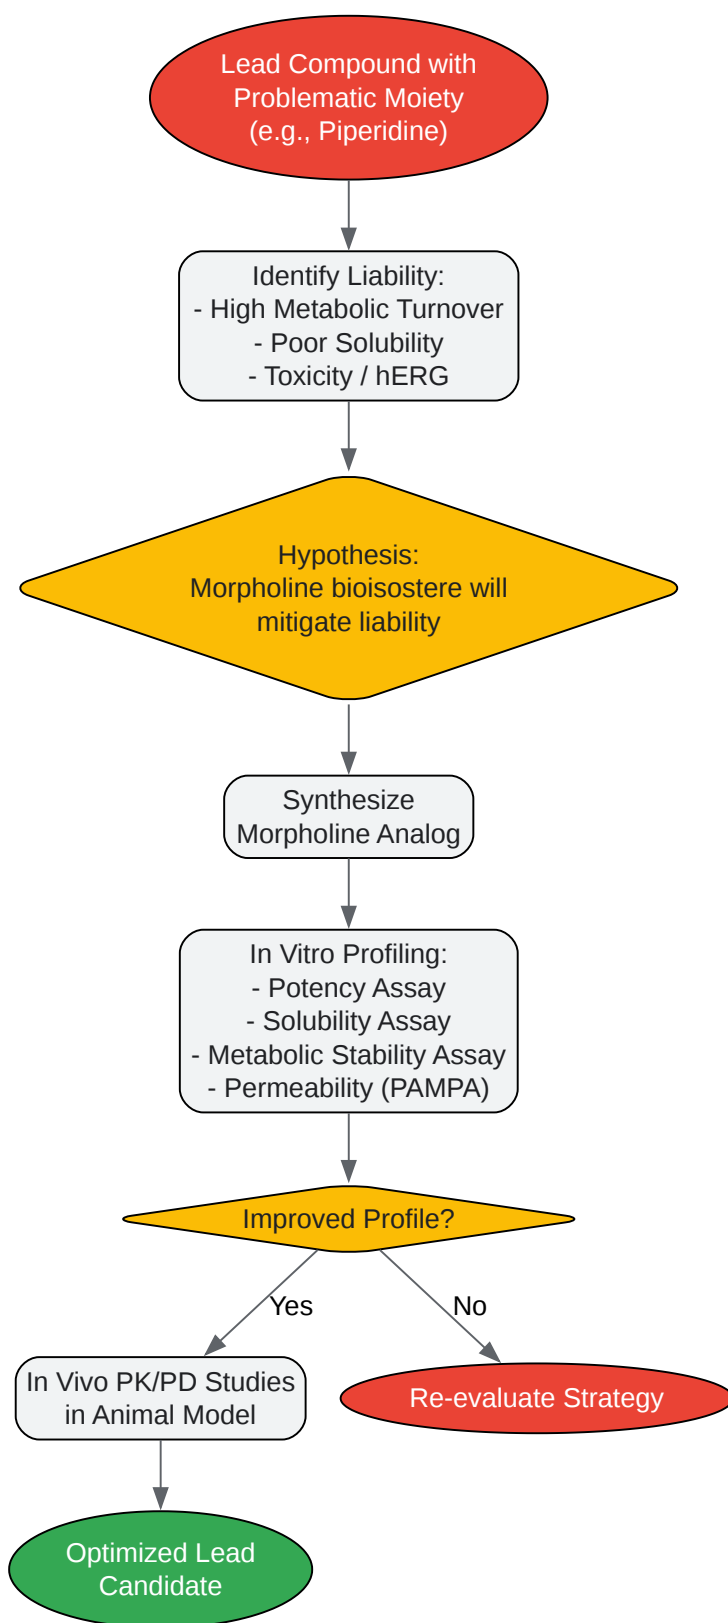 Lead Compound with
Problematic Moiety
(e.g., Piperidine)
Identify Liability:
- High Metabolic Turnover
- Poor Solubility
- Toxicity / hERG
Hypothesis:
Morpholine bioisostere will
mitigate liability
Synthesize
Morpholine Analog
In Vitro Profiling:
- Potency Assay
- Solubility Assay
- Metabolic Stability Assay
- Permeability (PAMPA)
Improved Profile?
Yes
No
In Vivo PK/PD Studies
in Animal Model
Re-evaluate Strategy
Optimized Lead
Candidate